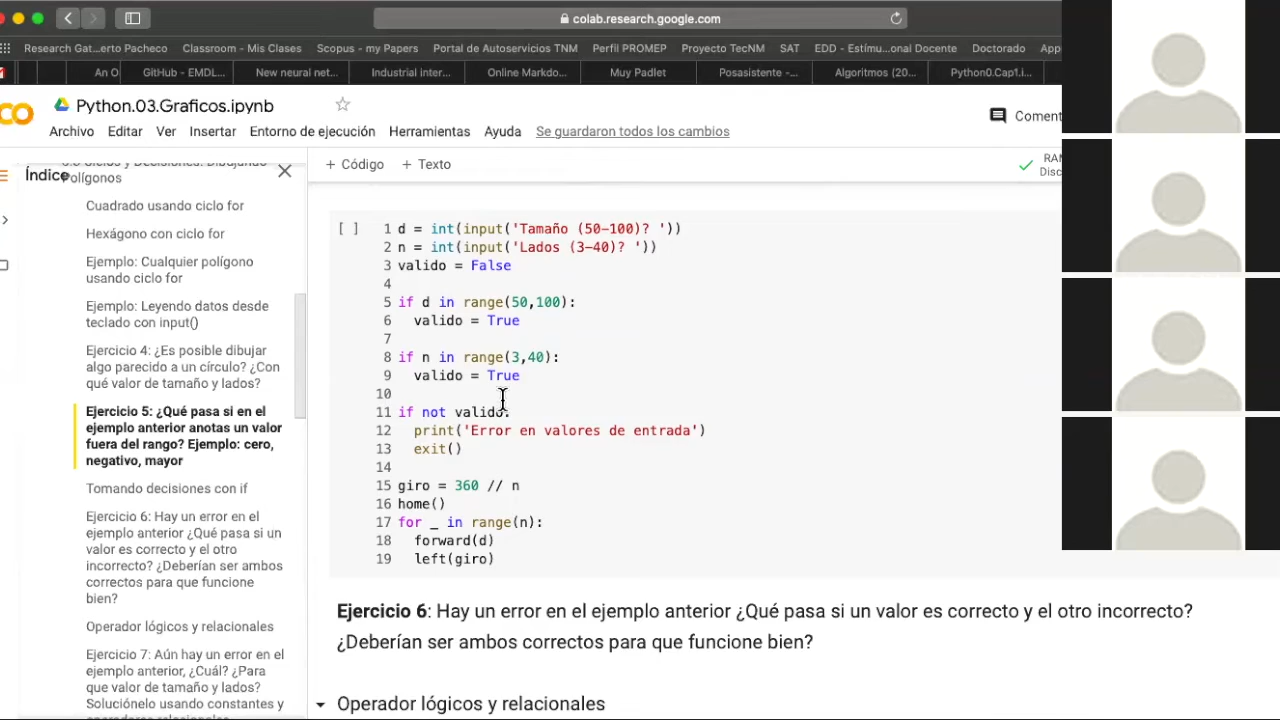 colab.research.google.com
Research Gat...erto Pacheco Classroom - Mis Clases Scopus - my Papers Portal de Autoservicios TNM Perfil PROMEP Proyecto TecNM SAT EDD - Estímu...onal Docente Doctorado App
An O GitHub - EMDL... New neural net... Industrial inter... Online Markdo... Muy Padlet Posasistente -... Algoritmos (20... Python0.Cap1.i...
Python.03.Graficos.ipynb
Archivo Editar Ver Insertar Entorno de ejecución Herramientas Ayuda Se guardaron todos los cambios
Coment
+ Código + Texto
RAM
Disc
Índice
Ciclos y Decisiones: Dibujando
Polígonos
Cuadrado usando ciclo for
Hexágono con ciclo for
Ejemplo: Cualquier polígono
usando ciclo for
Ejemplo: Leyendo datos desde
teclado con input()
Ejercicio 4: ¿Es posible dibujar
algo parecido a un círculo? ¿Con
qué valor de tamaño y lados?
Ejercicio 5: ¿Qué pasa si en el
ejemplo anterior anotas un valor
fuera del rango? Ejemplo: cero,
negativo, mayor
Tomando decisiones con if
Ejercicio 6: Hay un error en el
ejemplo anterior ¿Qué pasa si un
valor es correcto y el otro
incorrecto? ¿Deberían ser ambos
correctos para que funcione
bien?
Operador lógicos y relacionales
Ejercicio 7: Aún hay un error en el
ejemplo anterior, ¿Cuál? ¿Para
que valor de tamaño y lados?
Soluciónelo usando constantes y
[ ] 1 d = int(input('Tamaño (50-100)? '))
2 n = int(input('Lados (3-40)? '))
3 valido = False
4
5 if d in range(50,100):
6 valido = True
7
8 if n in range(3,40):
9 valido = True
10
11 if not valido:
12 print('Error en valores de entrada')
13 exit()
14
15 giro = 360 // n
16 home()
17 for _ in range(n):
18 forward(d)
19 left(giro)
Ejercicio 6: Hay un error en el ejemplo anterior ¿Qué pasa si un valor es correcto y el otro incorrecto?
¿Deberían ser ambos correctos para que funcione bien?
Operador lógicos y relacionales